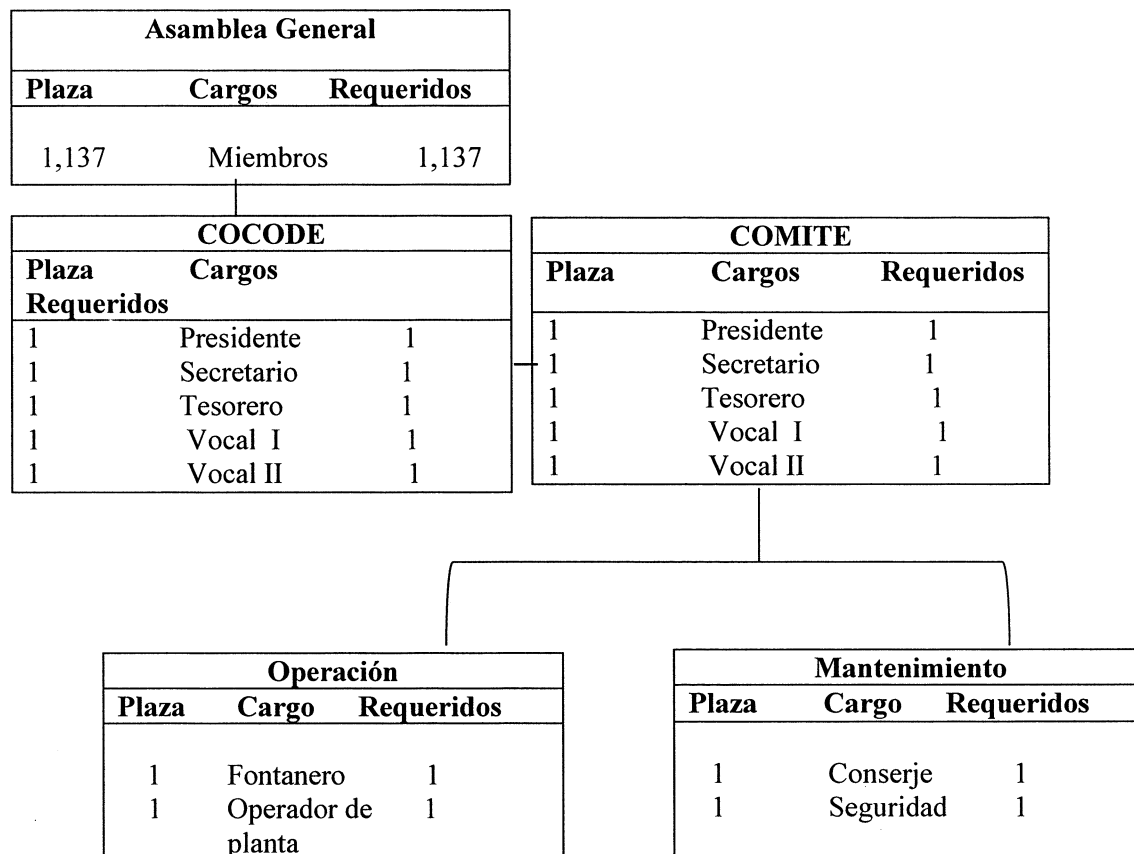 Asamblea General
Plaza Cargos Requeridos
1,137 Miembros 1,137
COCODE
Plaza Cargos
Requeridos
1 Presidente 1
1 Secretario 1
1 Tesorero 1
1 Vocal I 1
1 Vocal II 1
COMITE
Plaza Cargos Requeridos
1 Presidente 1
1 Secretario 1
1 Tesorero 1
1 Vocal I 1
1 Vocal II 1
Operación
Plaza Cargo Requeridos
1 Fontanero 1
1 Operador de 1
planta
Mantenimiento
Plaza Cargo Requeridos
1 Conserje 1
1 Seguridad 1